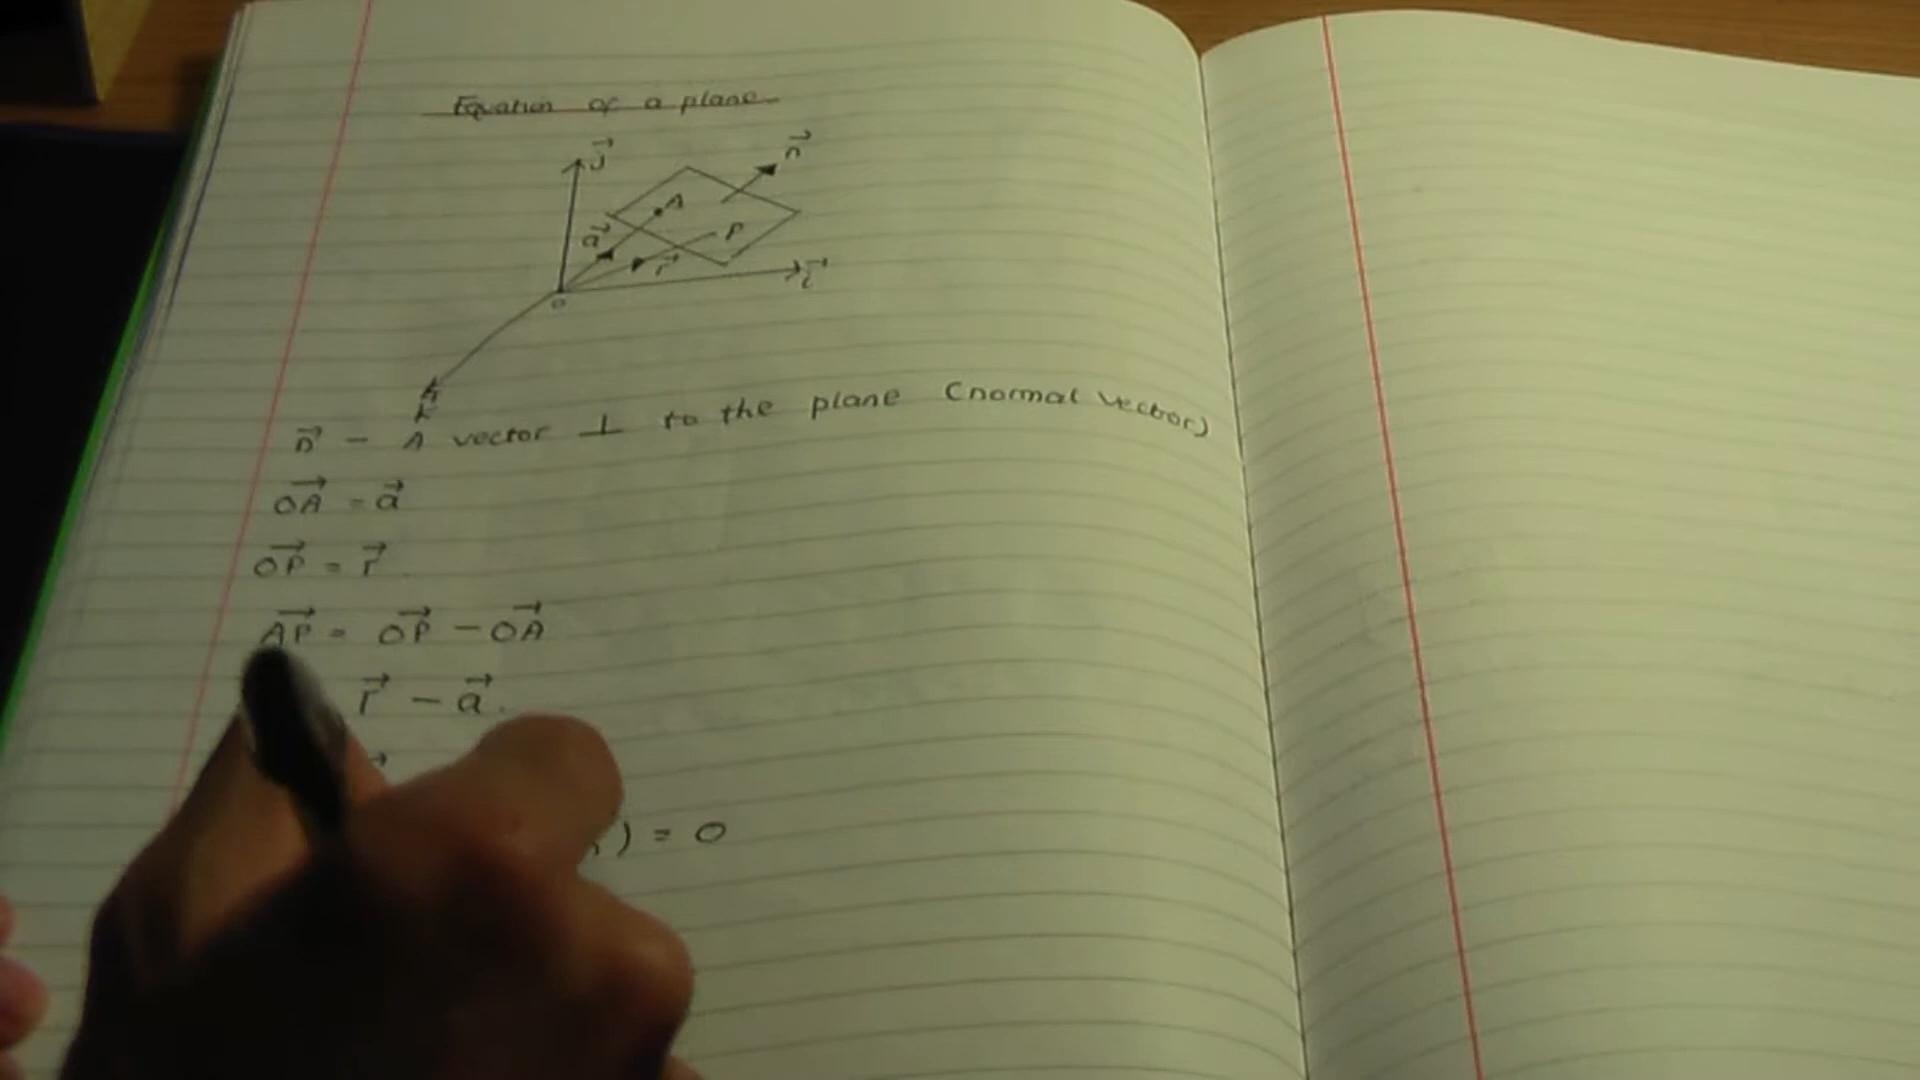 Equation of a plane
j⃗
n⃗
A
a⃗
P
r⃗
i⃗
O
k⃗
n⃗ - A vector ⊥ to the plane (normal vector)
OA⃗ = a⃗
OP⃗ = r⃗
AP⃗ = OP⃗ - OA⃗
r⃗ - a⃗.
) = 0